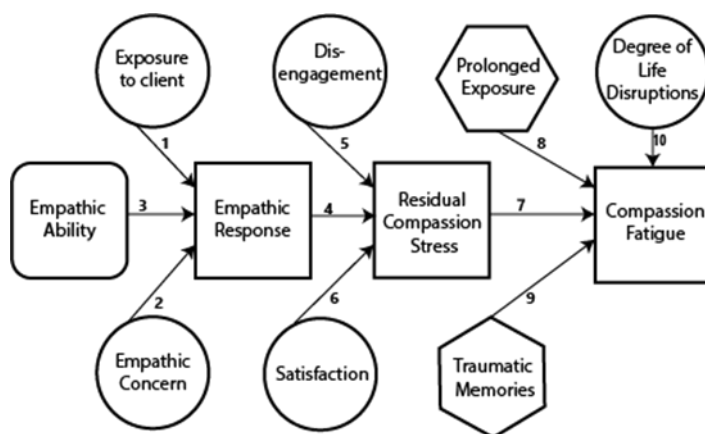 Exposure
to client
Dis-
engagement
Prolonged
Exposure
Degree of
Life
Disruptions
1
5
8
10
Empathic
Ability
3
Empathic
Response
4
Residual
Compassion
Stress
7
Compassion
Fatigue
2
6
9
Empathic
Concern
Satisfaction
Traumatic
Memories